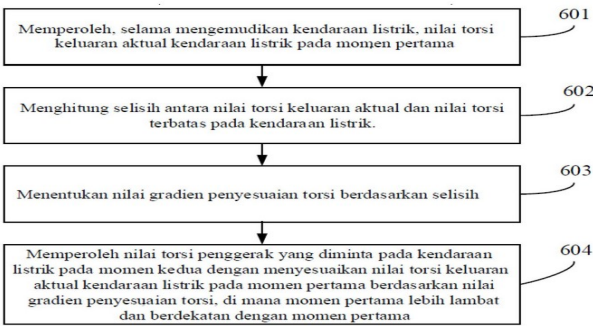 Memperoleh, selama mengemudikan kendaraan listrik, nilai torsi
keluaran aktual kendaraan listrik pada momen pertama
601
Menghitung selisih antara nilai torsi keluaran aktual dan nilai torsi
terbatas pada kendaraan listrik.
602
Menentukan nilai gradien penyesuaian torsi berdasarkan selisih
603
Memperoleh nilai torsi penggerak yang diminta pada kendaraan
listrik pada momen kedua dengan menyesuaikan nilai torsi keluaran
aktual kendaraan listrik pada momen pertama berdasarkan nilai
gradien penyesuaian torsi, di mana momen pertama lebih lambat
dan berdekatan dengan momen pertama
604